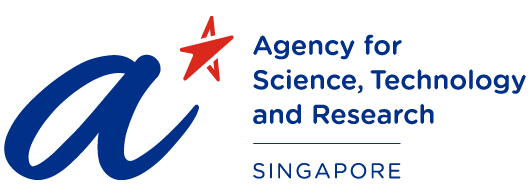 a
Agency for
Science, Technology
and Research
SINGAPORE